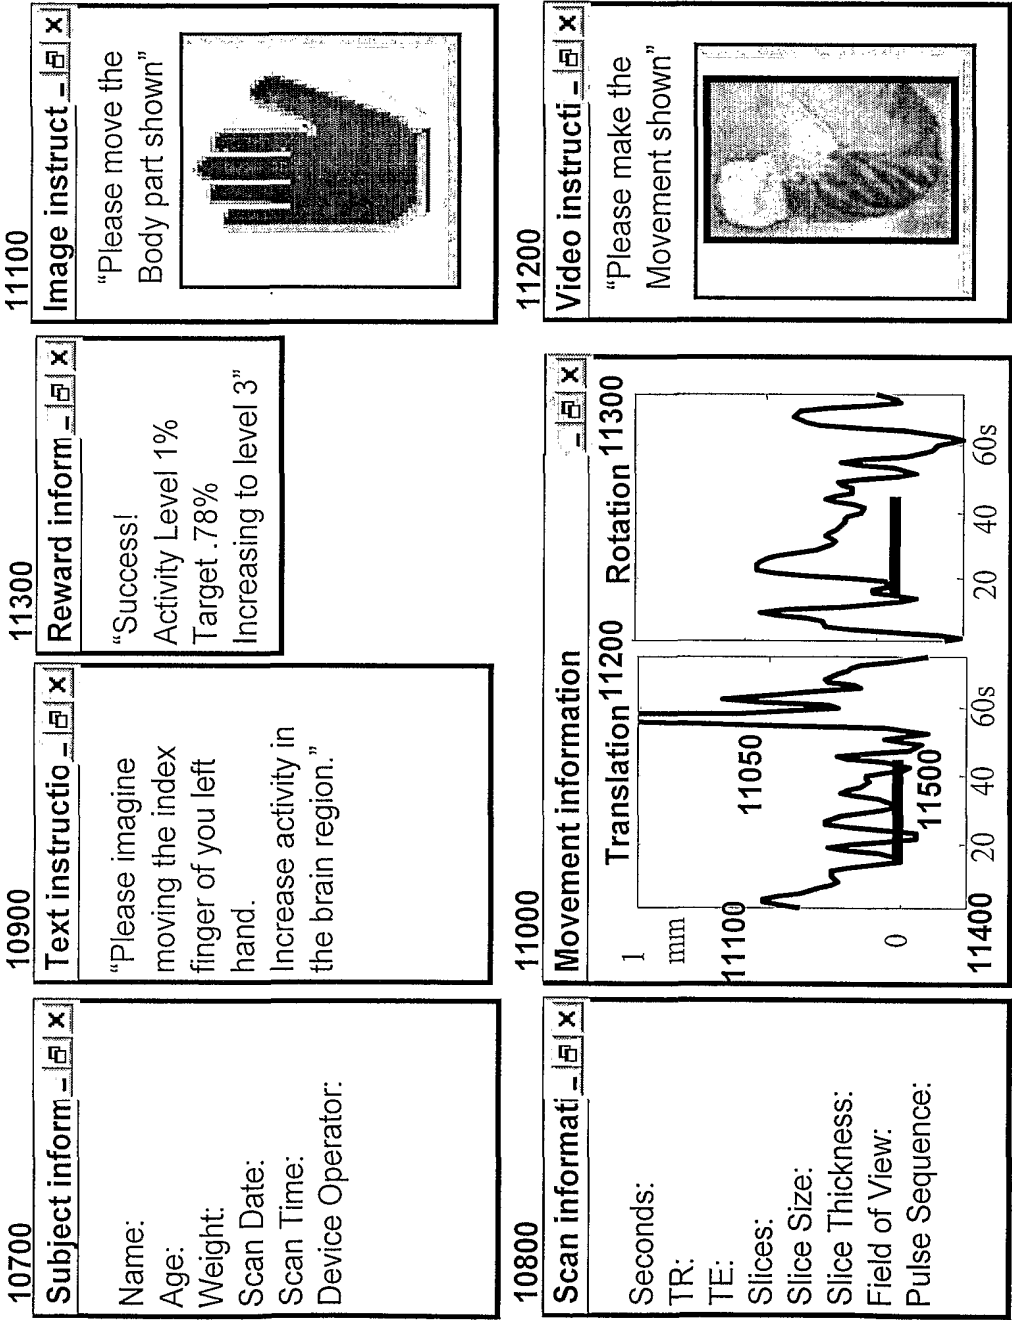 10700
Subject inform
Name:
Age:
Weight:
Scan Date:
Scan Time:
Device Operator:
10900
Text instructio
“Please imagine
moving the index
finger of you left
hand.
Increase activity in
the brain region.”
11300
Reward inform
“Success!
Activity Level 1%
Target .78%
Increasing to level 3”
11100
Image instruct
“Please move the
Body part shown”
10800
Scan informati
Seconds:
TR:
TE:
Slices:
Slice Size:
Slice Thickness:
Field of View:
Pulse Sequence:
11000
Movement information
Translation 11200
Rotation 11300
1
mm
11100
11050
0
11500
11400
20 40 60s
20 40 60s
11200
Video instructi
“Please make the
Movement shown”